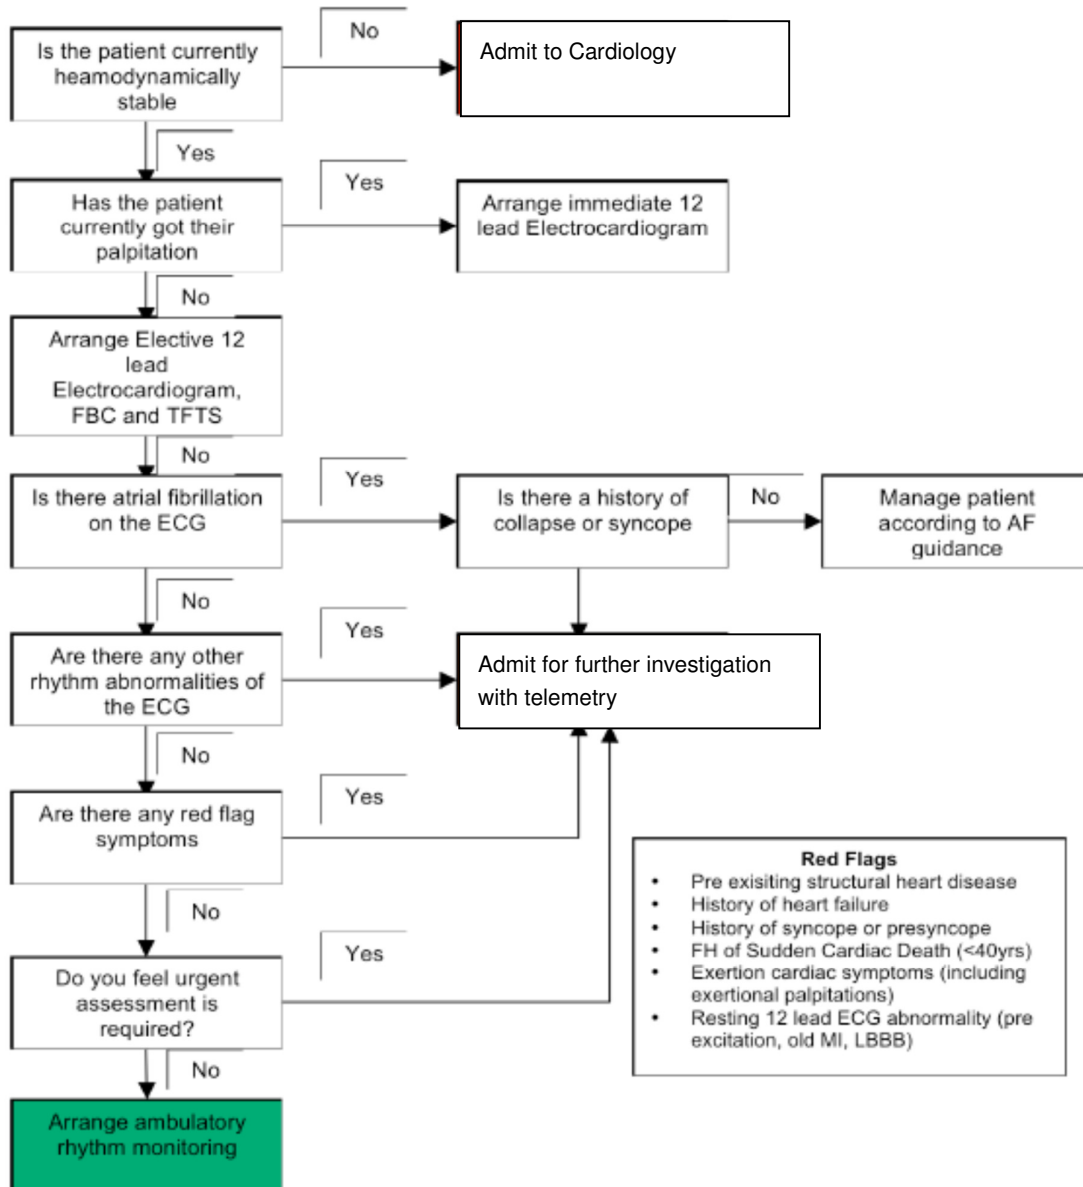 No
Is the patient currently
heamodynamically
stable
Admit to Cardiology
Yes
Has the patient
currently got their
palpitation
Yes
Arrange immediate 12
lead Electrocardiogram
No
Arrange Elective 12
lead
Electrocardiogram,
FBC and TFTS
No
Is there atrial fibrillation
on the ECG
Yes
Is there a history of
collapse or syncope
No
Manage patient
according to AF
guidance
No
Are there any other
rhythm abnormalities of
the ECG
Yes
Admit for further investigation
with telemetry
No
Are there any red flag
symptoms
Yes
No
Do you feel urgent
assessment is
required?
Yes
No
Arrange ambulatory
rhythm monitoring
Red Flags
• Pre exisiting structural heart disease
• History of heart failure
• History of syncope or presyncope
• FH of Sudden Cardiac Death (<40yrs)
• Exertion cardiac symptoms (including
exertional palpitations)
• Resting 12 lead ECG abnormality (pre
excitation, old MI, LBBB)